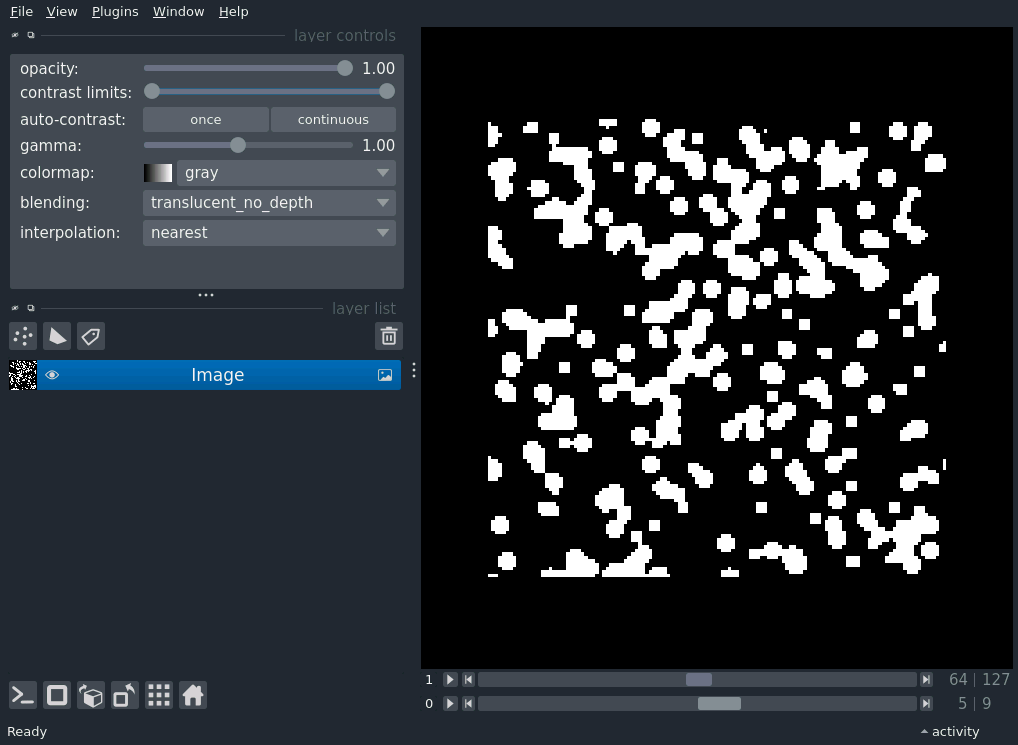 File View Plugins Window Help
layer controls
opacity: 1.00
contrast limits:
auto-contrast: once continuous
gamma: 1.00
colormap: gray
blending: translucent_no_depth
interpolation: nearest
layer list
Image
1 64 | 127
0 5 | 9
Ready activity